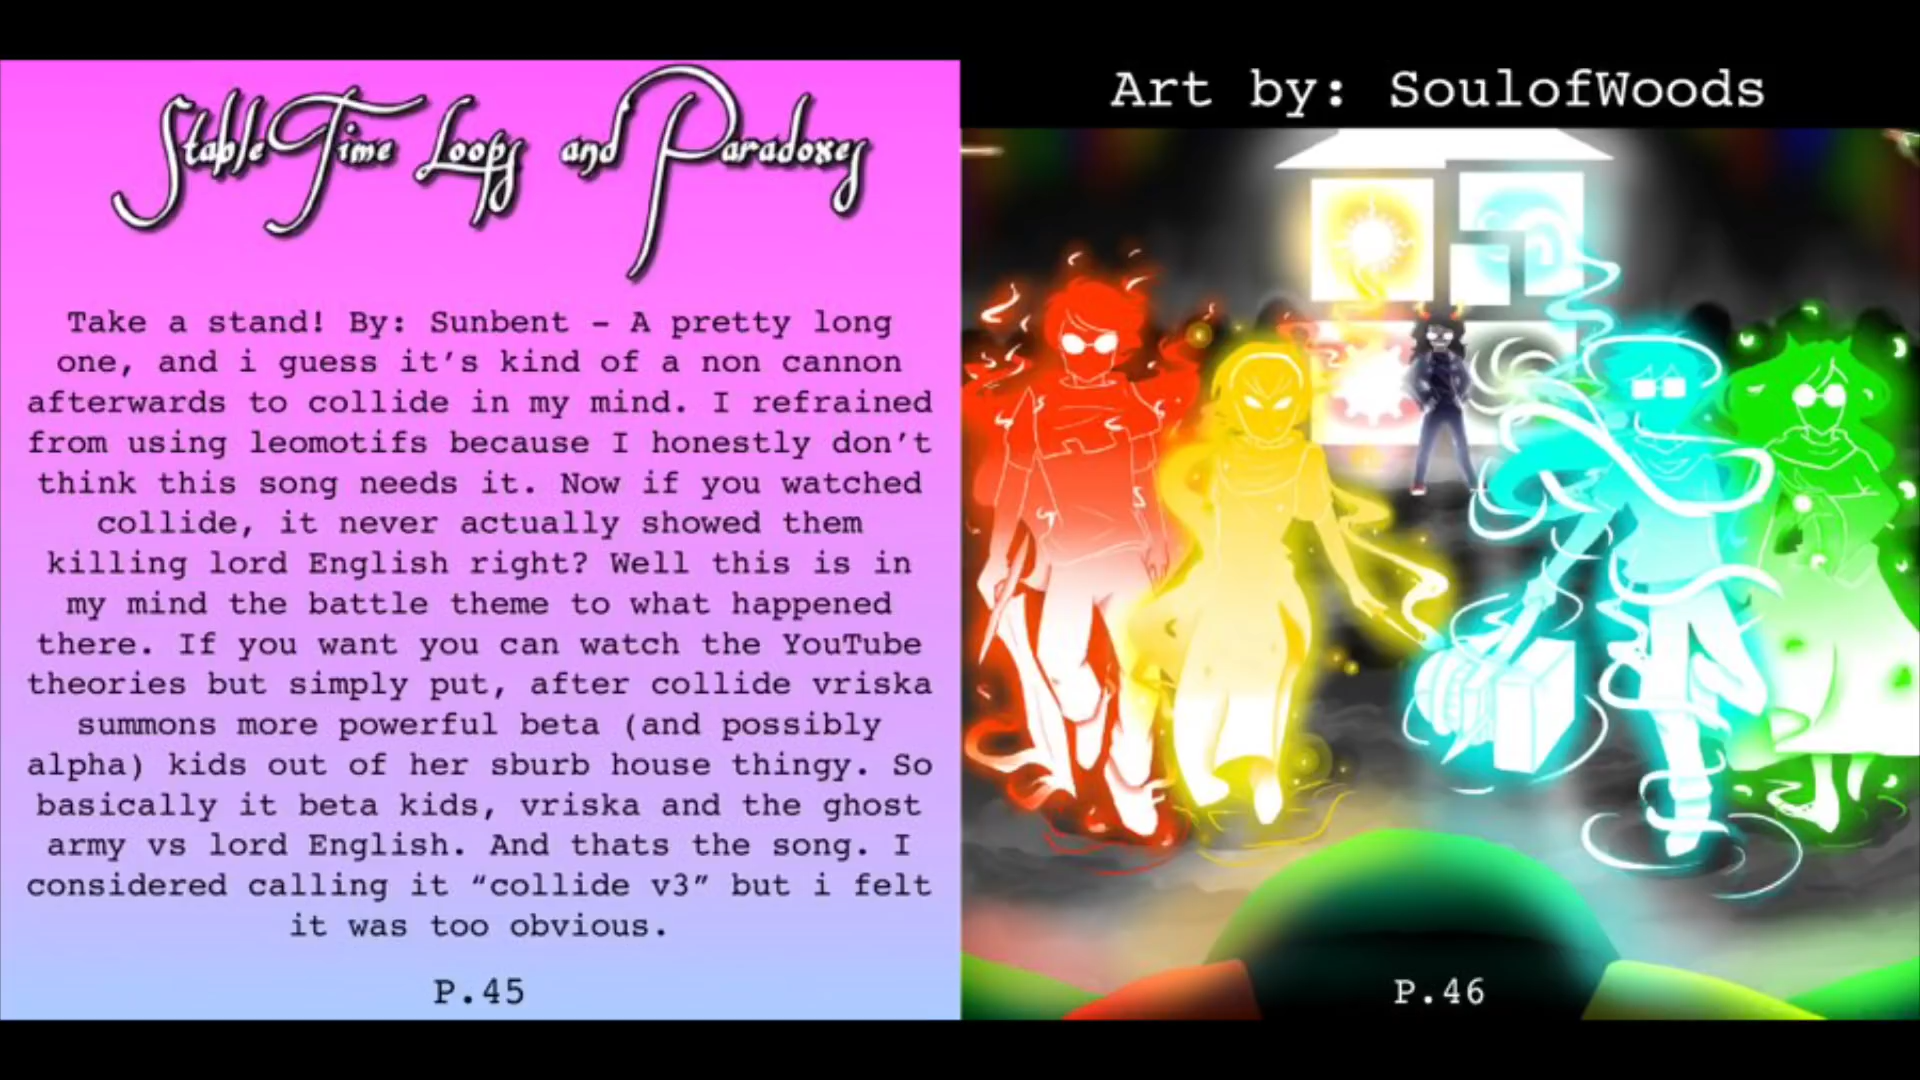 Stable Time Loops and Paradoxes
Take a stand! By: Sunbent – A pretty long
one, and i guess it's kind of a non cannon
afterwards to collide in my mind. I refrained
from using leomotifs because I honestly don't
think this song needs it. Now if you watched
collide, it never actually showed them
killing lord English right? Well this is in
my mind the battle theme to what happened
there. If you want you can watch the YouTube
theories but simply put, after collide vriska
summons more powerful beta (and possibly
alpha) kids out of her sburb house thingy. So
basically it beta kids, vriska and the ghost
army vs lord English. And thats the song. I
considered calling it “collide v3” but i felt
it was too obvious.
P.45
Art by: SoulofWoods
P.46